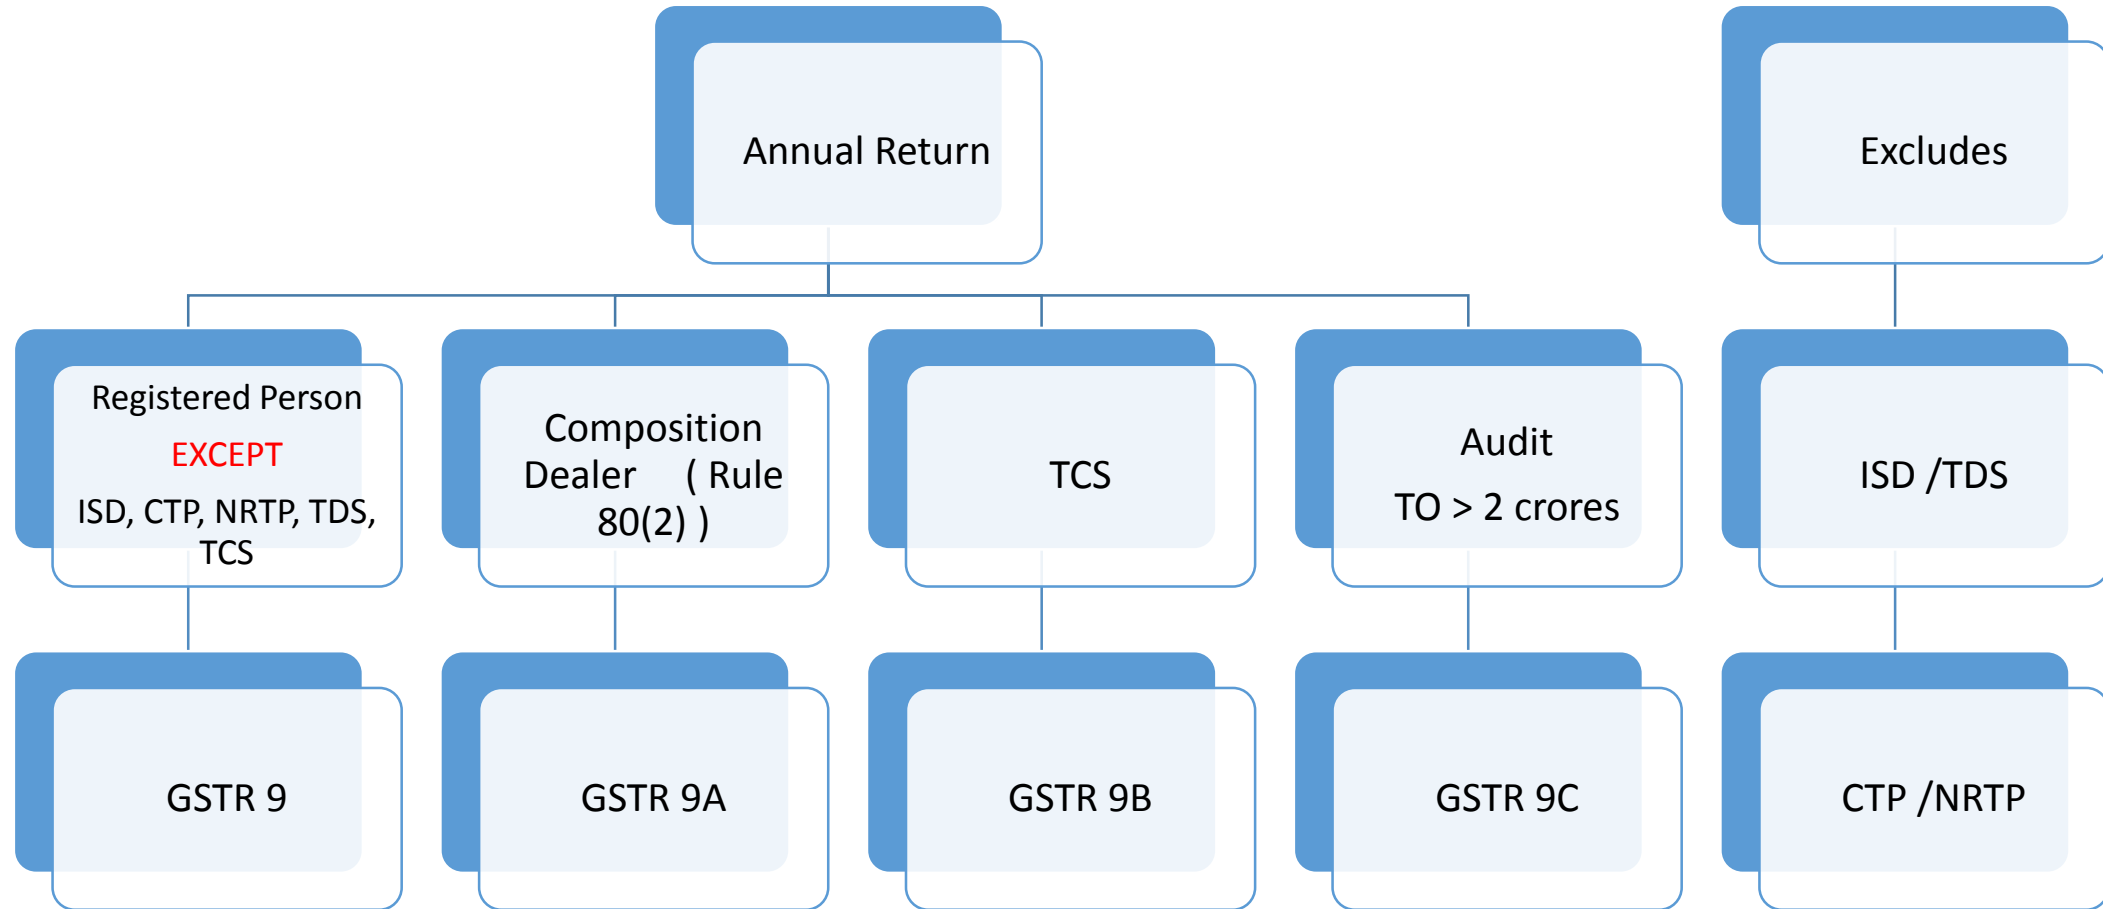 Annual Return
Excludes
Registered Person
EXCEPT
ISD, CTP, NRTP, TDS,
TCS
Composition
Dealer ( Rule
80(2) )
TCS
Audit
TO > 2 crores
ISD /TDS
GSTR 9
GSTR 9A
GSTR 9B
GSTR 9C
CTP /NRTP